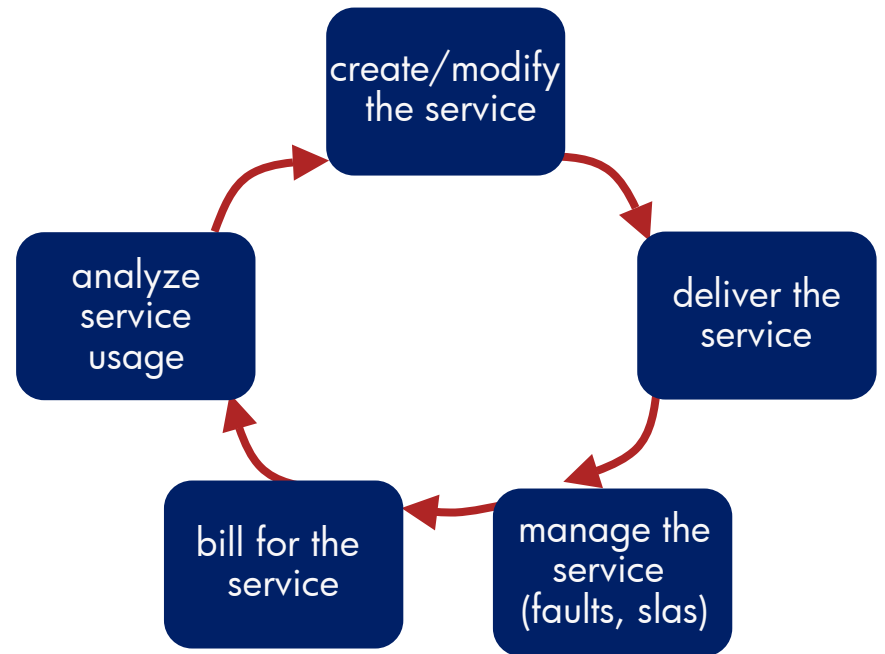 create/modify
the service
deliver the
service
manage the
service
(faults, slas)
bill for the
service
analyze
service
usage